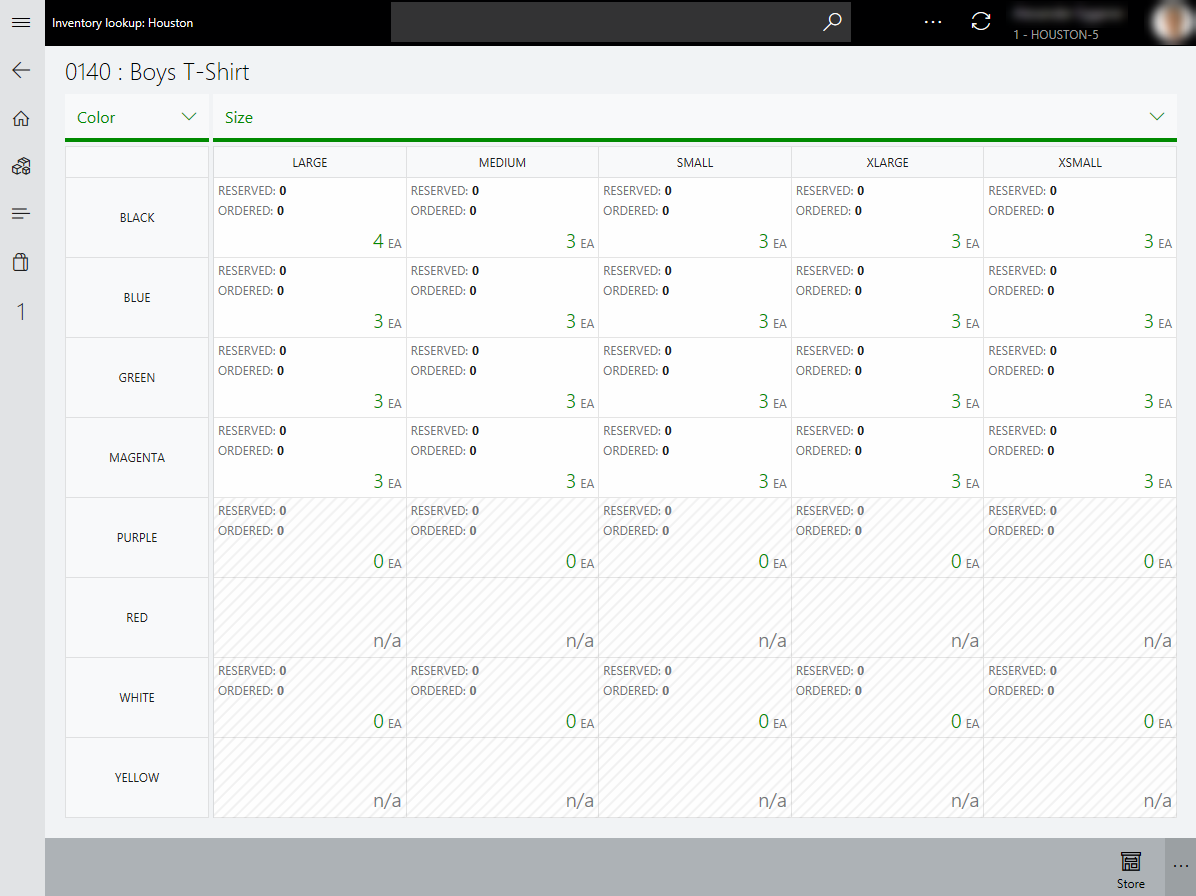 Inventory lookup: Houston
1 - HOUSTON-5
0140 : Boys T-Shirt
Color
Size
LARGE MEDIUM SMALL XLARGE XSMALL
RESERVED: 0 RESERVED: 0 RESERVED: 0 RESERVED: 0 RESERVED: 0
ORDERED: 0 ORDERED: 0 ORDERED: 0 ORDERED: 0 ORDERED: 0
BLACK
4 EA 3 EA 3 EA 3 EA 3 EA
RESERVED: 0 RESERVED: 0 RESERVED: 0 RESERVED: 0 RESERVED: 0
ORDERED: 0 ORDERED: 0 ORDERED: 0 ORDERED: 0 ORDERED: 0
BLUE
3 EA 3 EA 3 EA 3 EA 3 EA
1
RESERVED: 0 RESERVED: 0 RESERVED: 0 RESERVED: 0 RESERVED: 0
ORDERED: 0 ORDERED: 0 ORDERED: 0 ORDERED: 0 ORDERED: 0
GREEN
3 EA 3 EA 3 EA 3 EA 3 EA
RESERVED: 0 RESERVED: 0 RESERVED: 0 RESERVED: 0 RESERVED: 0
ORDERED: 0 ORDERED: 0 ORDERED: 0 ORDERED: 0 ORDERED: 0
MAGENTA
3 EA 3 EA 3 EA 3 EA 3 EA
RESERVED: 0 RESERVED: 0 RESERVED: 0 RESERVED: 0 RESERVED: 0
ORDERED: 0 ORDERED: 0 ORDERED: 0 ORDERED: 0 ORDERED: 0
PURPLE
0 EA 0 EA 0 EA 0 EA 0 EA
RED
n/a n/a n/a n/a n/a
RESERVED: 0 RESERVED: 0 RESERVED: 0 RESERVED: 0 RESERVED: 0
ORDERED: 0 ORDERED: 0 ORDERED: 0 ORDERED: 0 ORDERED: 0
WHITE
0 EA 0 EA 0 EA 0 EA 0 EA
YELLOW
n/a n/a n/a n/a n/a
Store